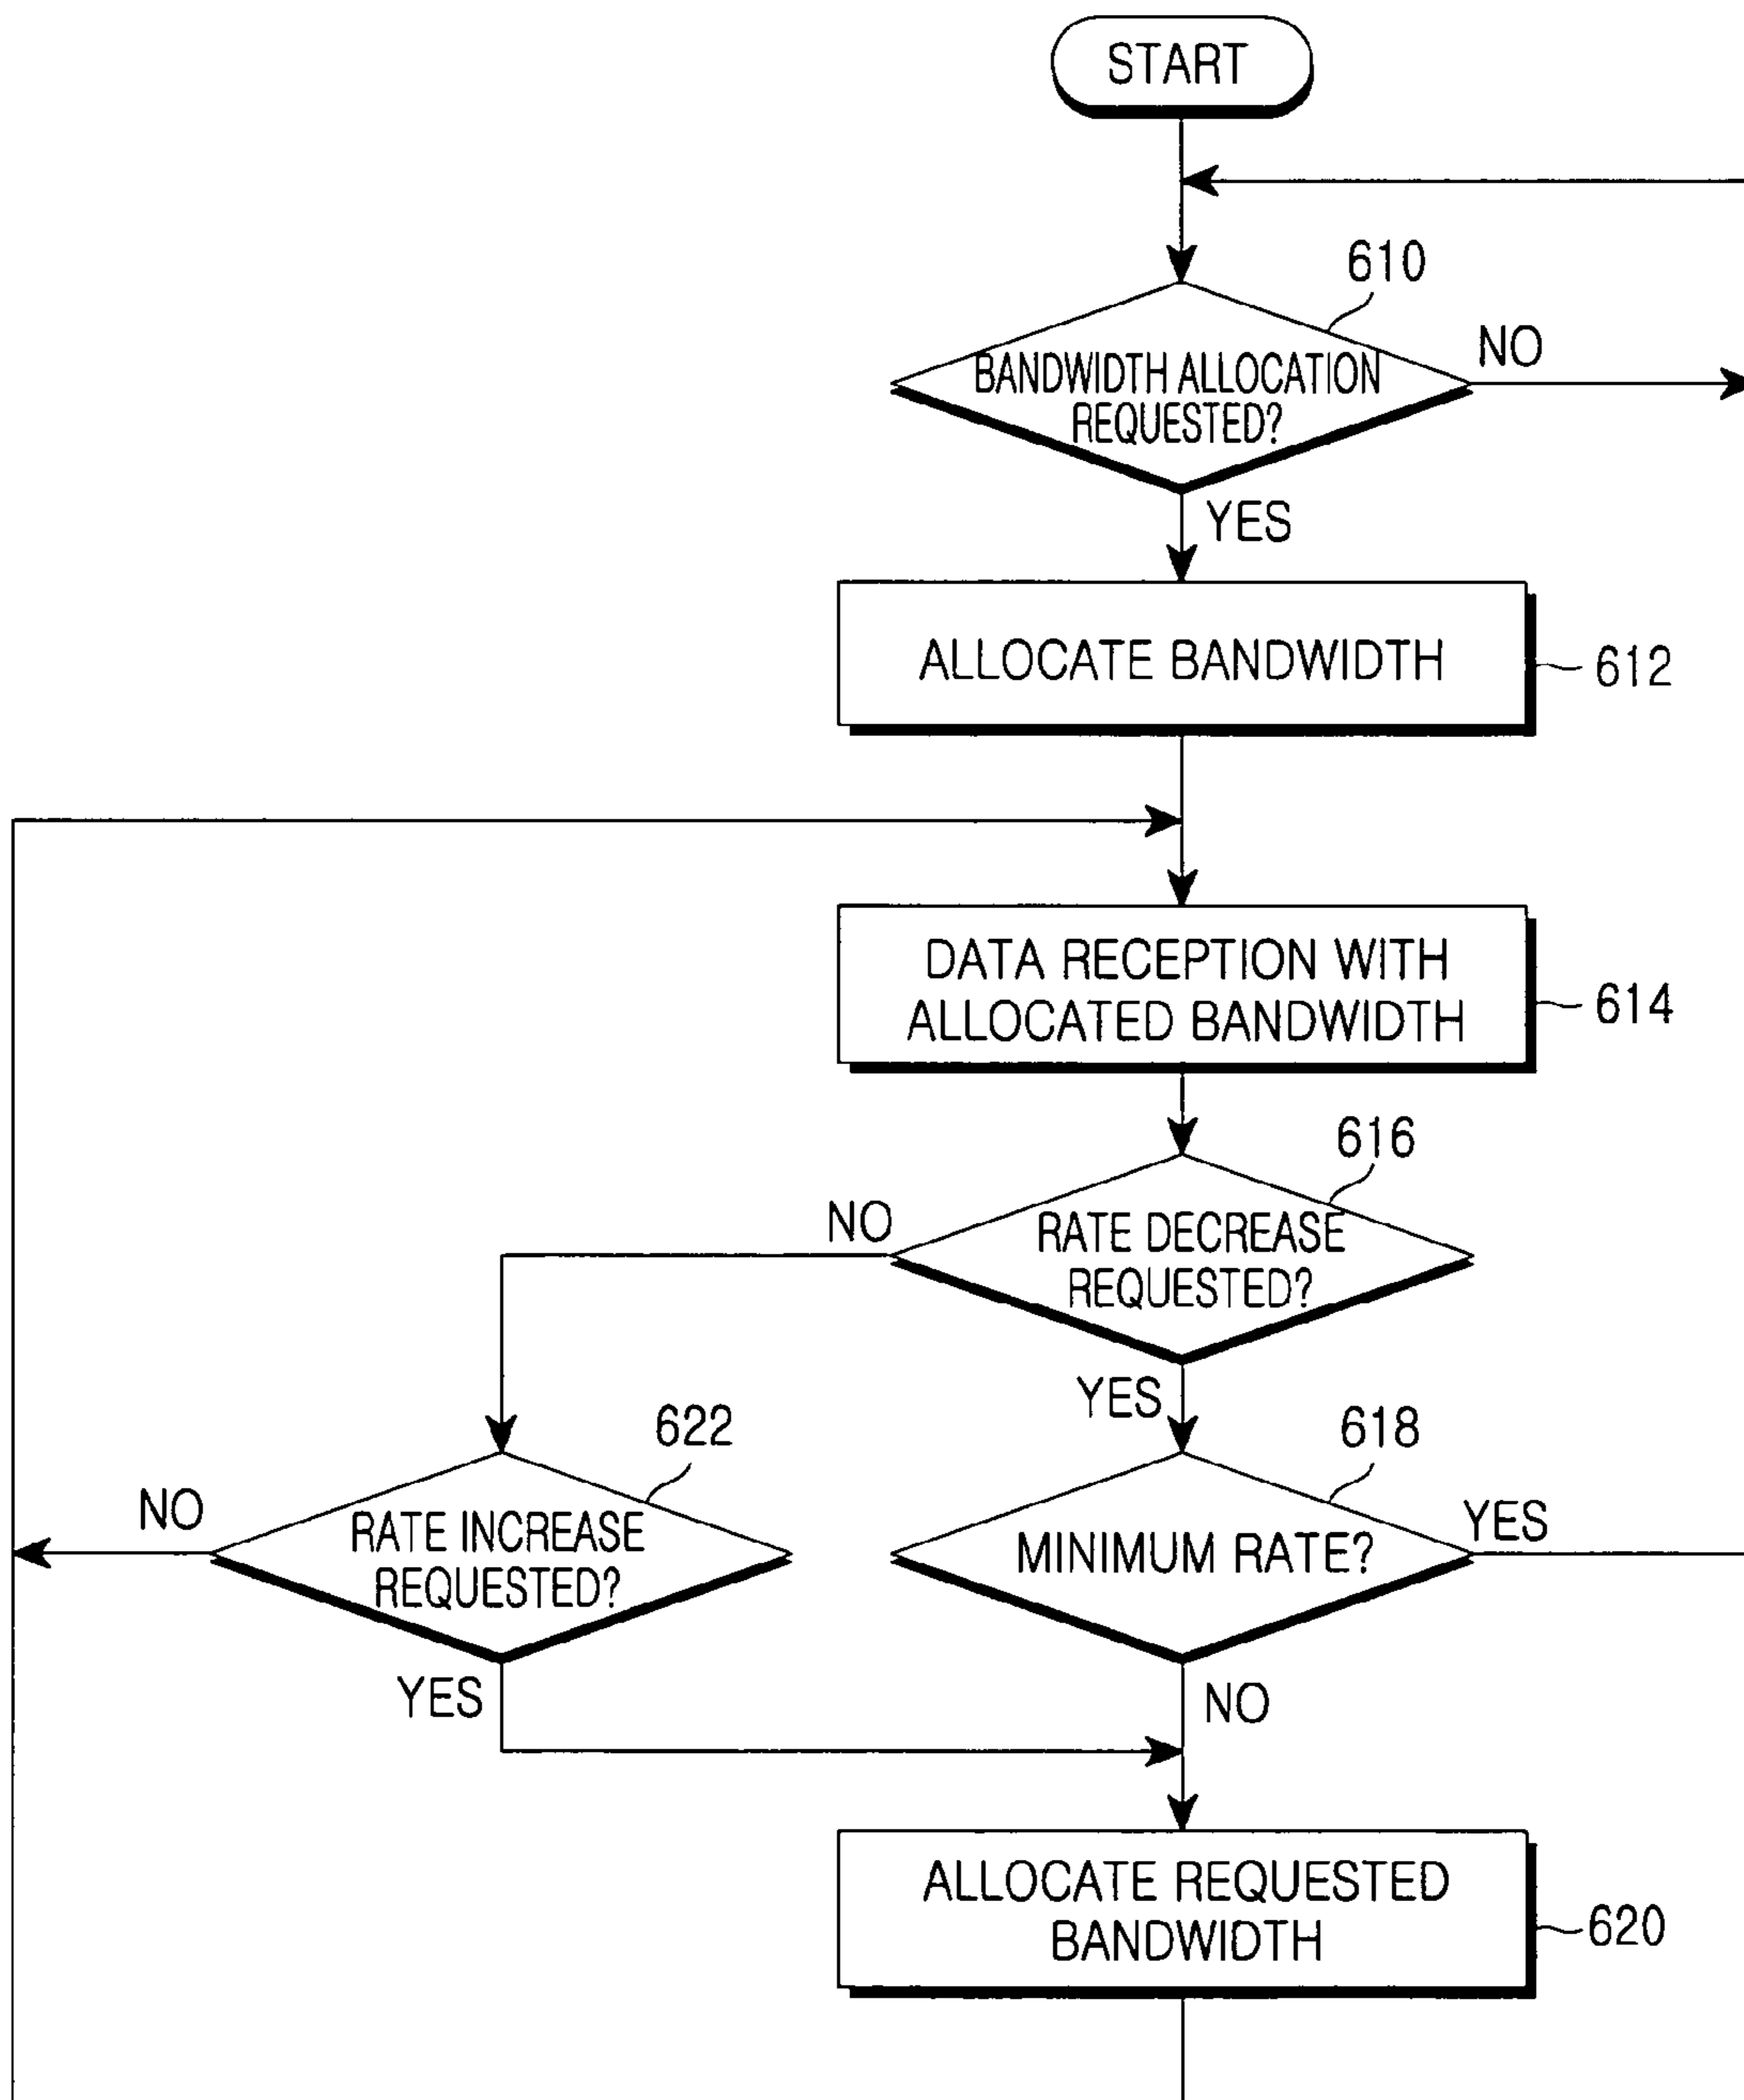 START
610
BANDWIDTH ALLOCATION
REQUESTED?
NO
YES
ALLOCATE BANDWIDTH
612
DATA RECEPTION WITH
ALLOCATED BANDWIDTH
614
616
NO
RATE DECREASE
REQUESTED?
YES
622
618
NO
RATE INCREASE
REQUESTED?
MINIMUM RATE?
YES
YES
NO
ALLOCATE REQUESTED
BANDWIDTH
620